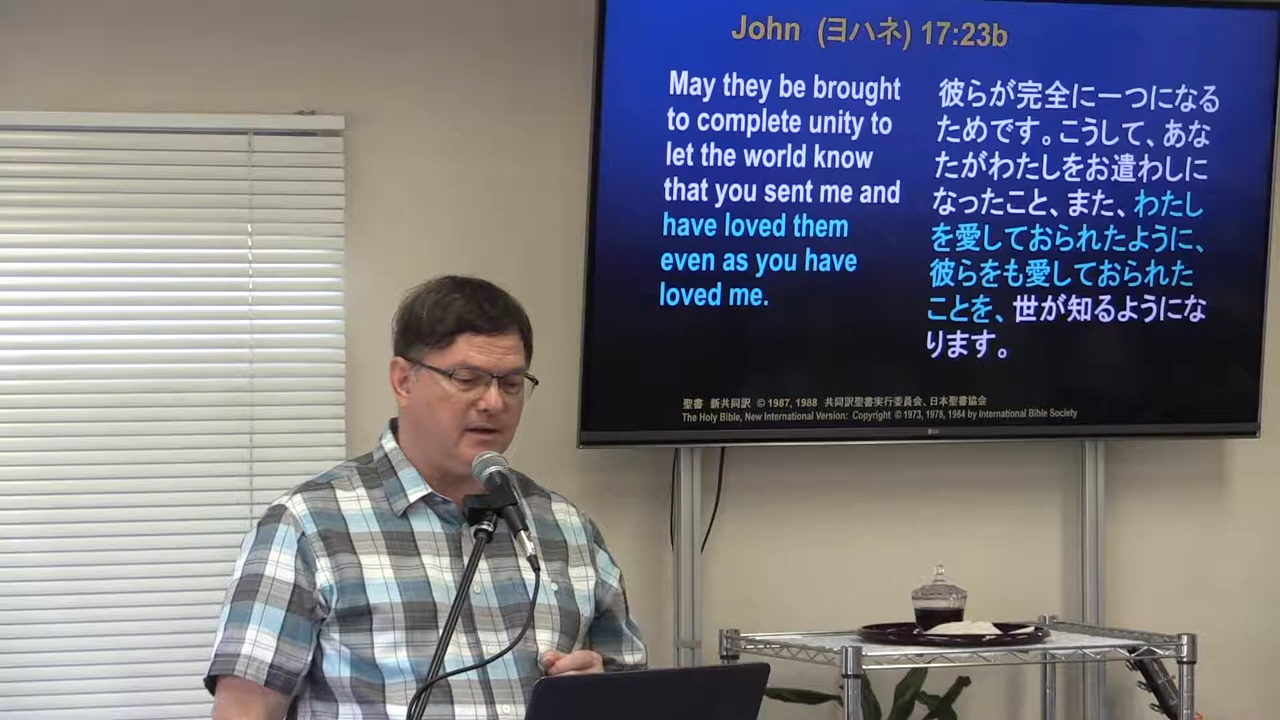 John (ヨハネ) 17:23b
May they be brought
to complete unity to
let the world know
that you sent me and
have loved them
even as you have
loved me.
彼らが完全に一つになる
ためです。こうして、あな
たがわたしをお遣わしに
なったこと、また、わたし
を愛しておられたように、
彼らをも愛しておられた
ことを、世が知るようにな
ります。
聖書 新共同訳 © 1987, 1988 共同訳聖書実行委員会、日本聖書協会
The Holy Bible, New International Version: Copyright © 1973, 1978, 1984 by International Bible Society